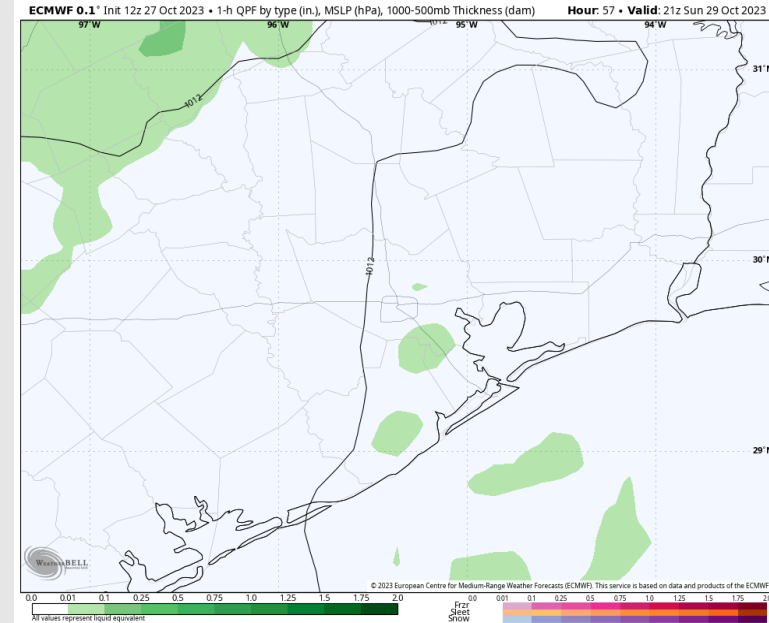 ECMWF 0.1° Init 12z 27 Oct 2023 • 1-h QPF by type (in.), MSLP (hPa), 1000-500mb Thickness (dam) Hour: 57 • Valid: 21z Sun 29 Oct 2023
97°W 96°W 95°W 94°W
1012
31°N
1012
30°N
1012
29°N
WEATHERBELL
© 2023 European Centre for Medium-Range Weather Forecasts (ECMWF). This service is based on data and products of the ECMWF
0.0 0.01 0.1 0.25 0.5 0.75 1.0 1.25 1.5 1.75 2.0
0.0 0.01 0.1 0.25 0.5 0.75 1.0 1.25 1.5 1.75 2.0
All values represent liquid equivalent
Frzr
Sleet
Snow